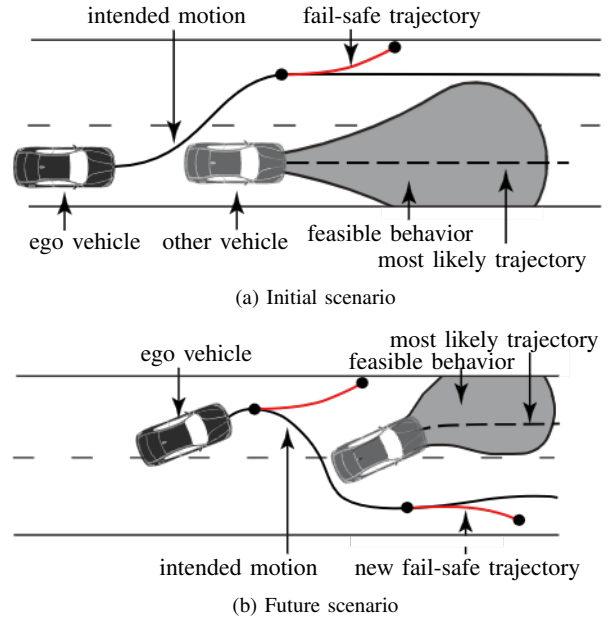 intended motion
fail-safe trajectory
ego vehicle
other vehicle
feasible behavior
most likely trajectory
(a) Initial scenario
most likely trajectory
ego vehicle
feasible behavior
intended motion
new fail-safe trajectory
(b) Future scenario